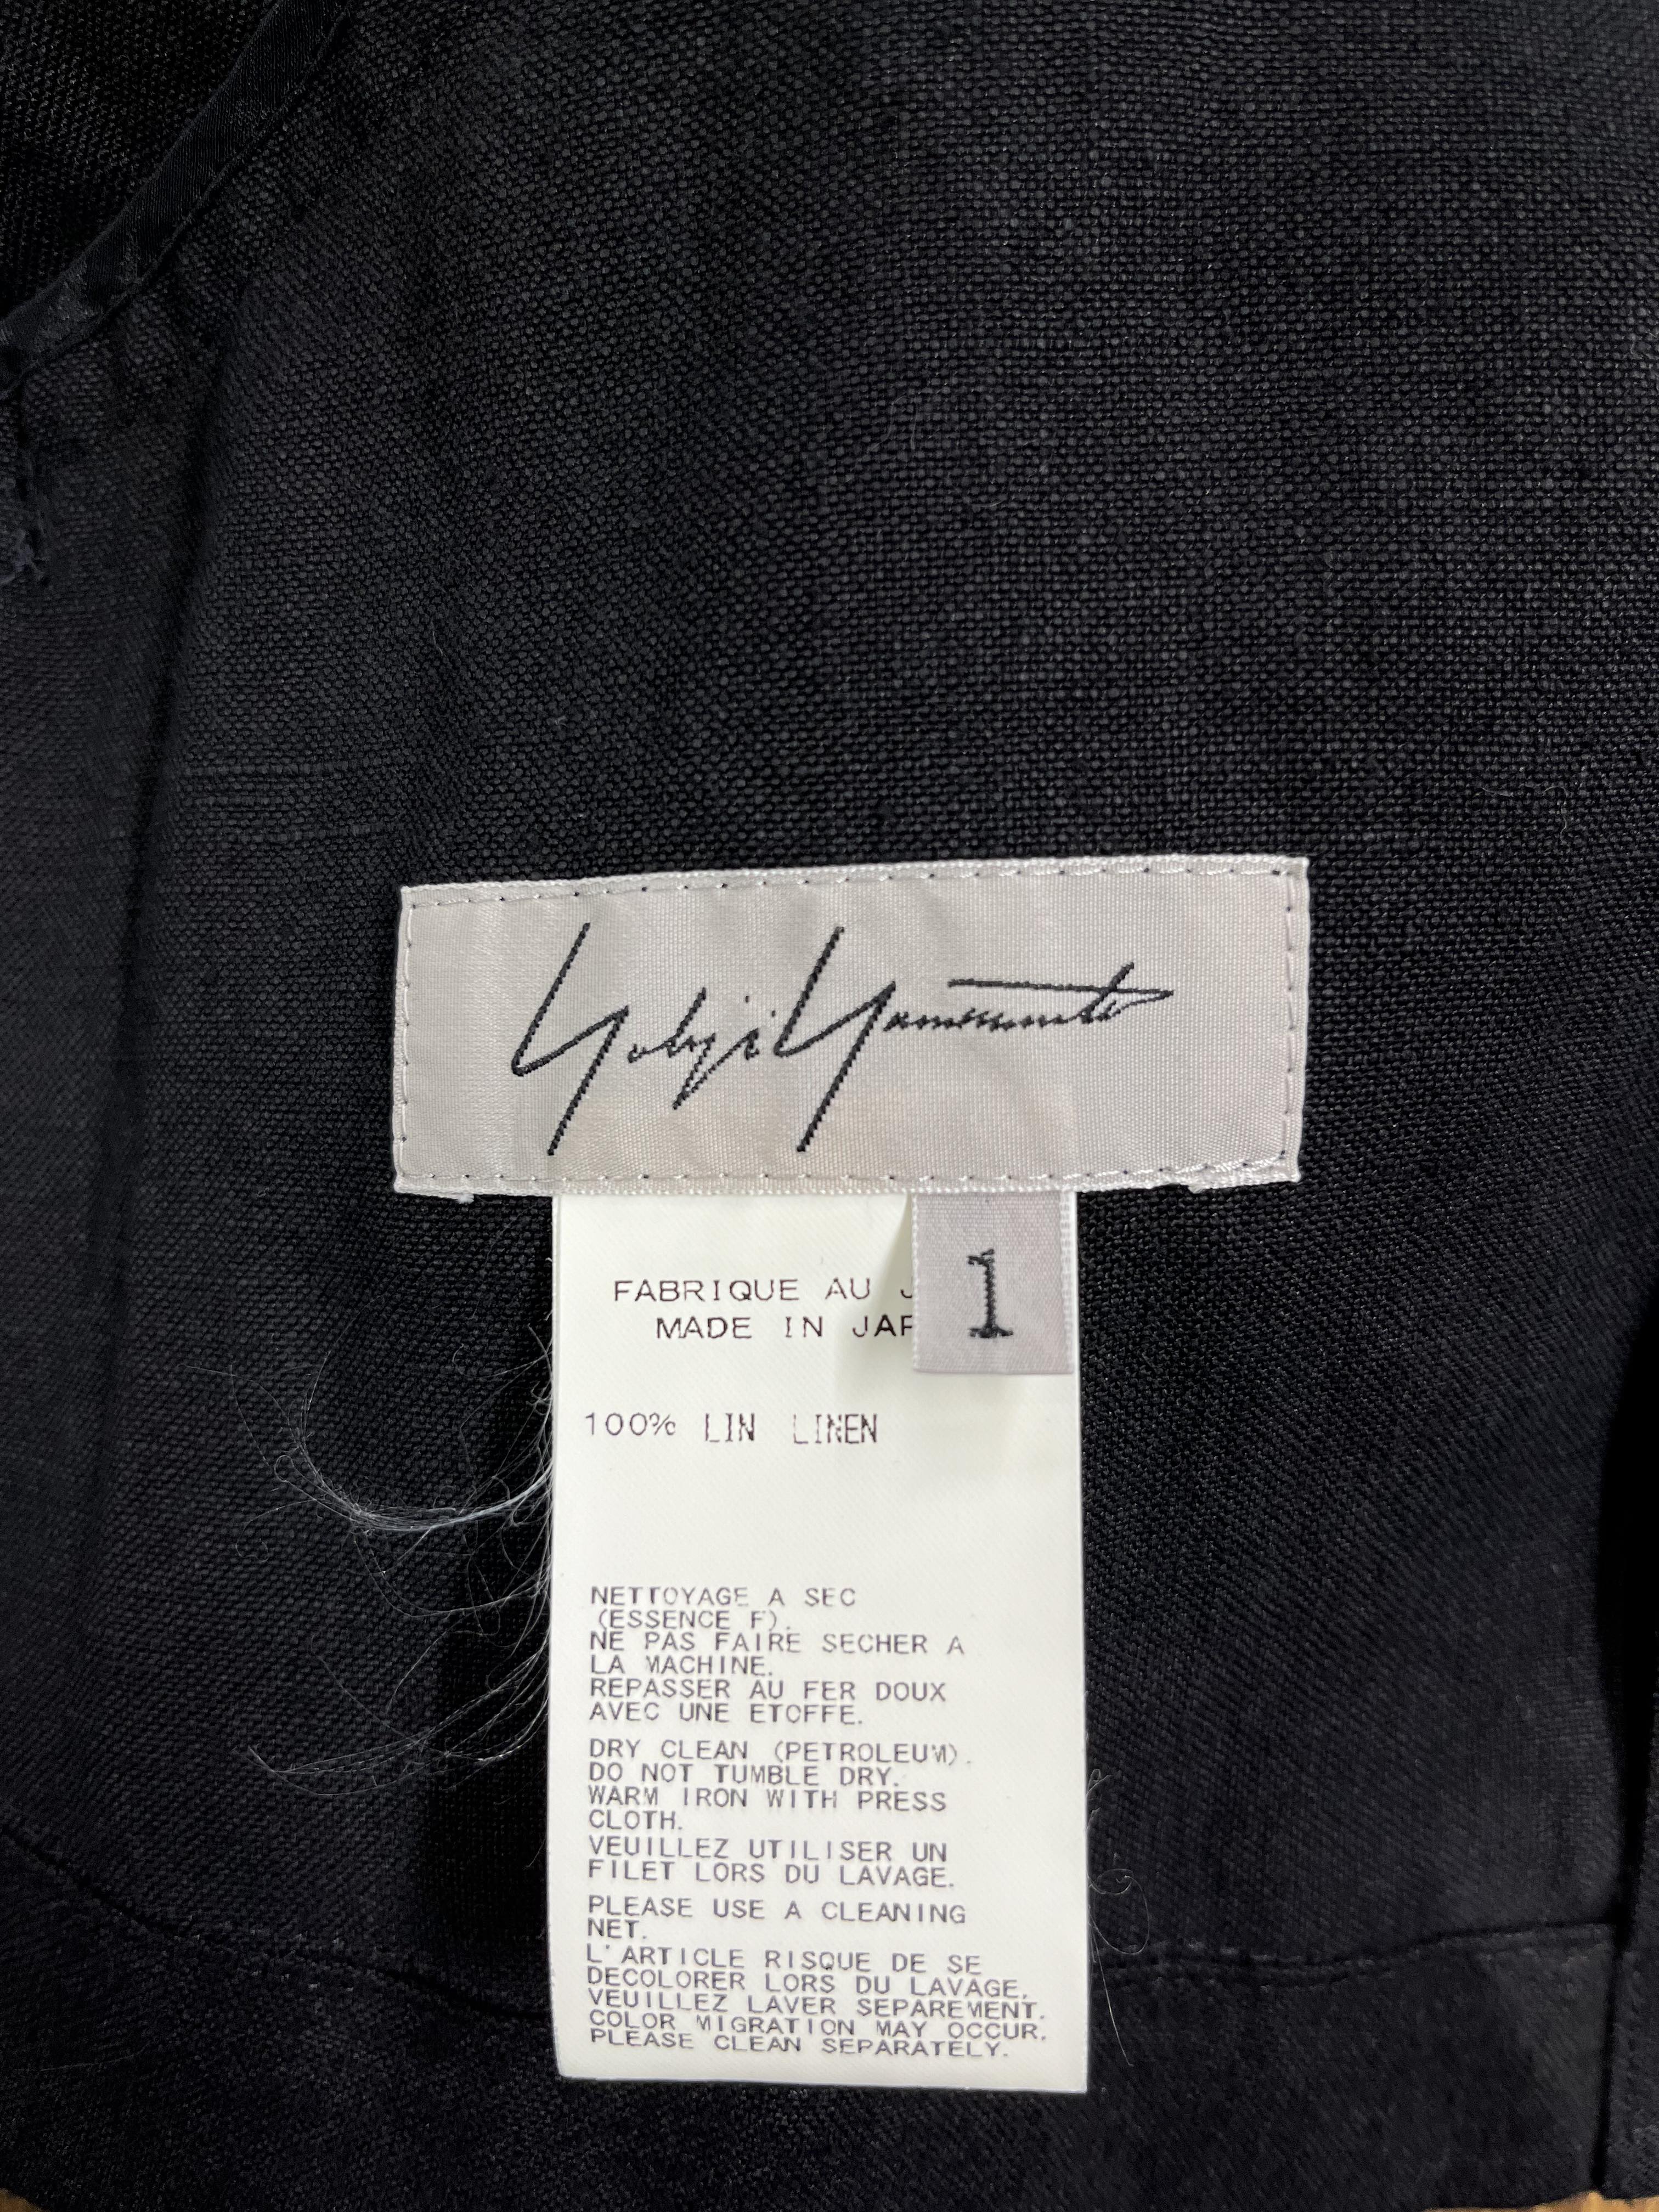 Yohji Yamamoto
1
FABRIQUE AU J
MADE IN JAP
100% LIN LINEN
NETTOYAGE A SEC
(ESSENCE F).
NE PAS FAIRE SECHER A
LA MACHINE.
REPASSER AU FER DOUX
AVEC UNE ETOFFE.
DRY CLEAN (PETROLEUM).
DO NOT TUMBLE DRY.
WARM IRON WITH PRESS
CLOTH.
VEUILLEZ UTILISER UN
FILET LORS DU LAVAGE.
PLEASE USE A CLEANING
NET.
L'ARTICLE RISQUE DE SE
DECOLORER LORS DU LAVAGE.
VEUILLEZ LAVER SEPAREMENT.
COLOR MIGRATION MAY OCCUR.
PLEASE CLEAN SEPARATELY.